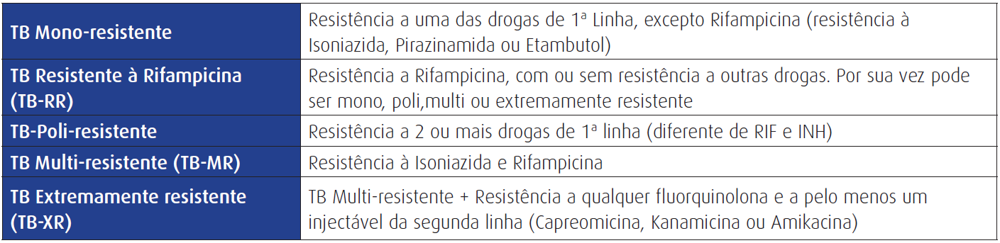 TB Mono-resistente
Resistência a uma das drogas de 1ª Linha, excepto Rifampicina (resistência à
Isoniazida, Pirazinamida ou Etambutol)
TB Resistente à Rifampicina
(TB-RR)
Resistência a Rifampicina, com ou sem resistência a outras drogas. Por sua vez pode
ser mono, poli,multi ou extremamente resistente
TB-Poli-resistente
Resistência a 2 ou mais drogas de 1ª linha (diferente de RIF e INH)
TB Multi-resistente (TB-MR)
Resistência à Isoniazida e Rifampicina
TB Extremamente resistente
(TB-XR)
TB Multi-resistente + Resistência a qualquer fluorquinolona e a pelo menos um
injectável da segunda linha (Capreomicina, Kanamicina ou Amikacina)